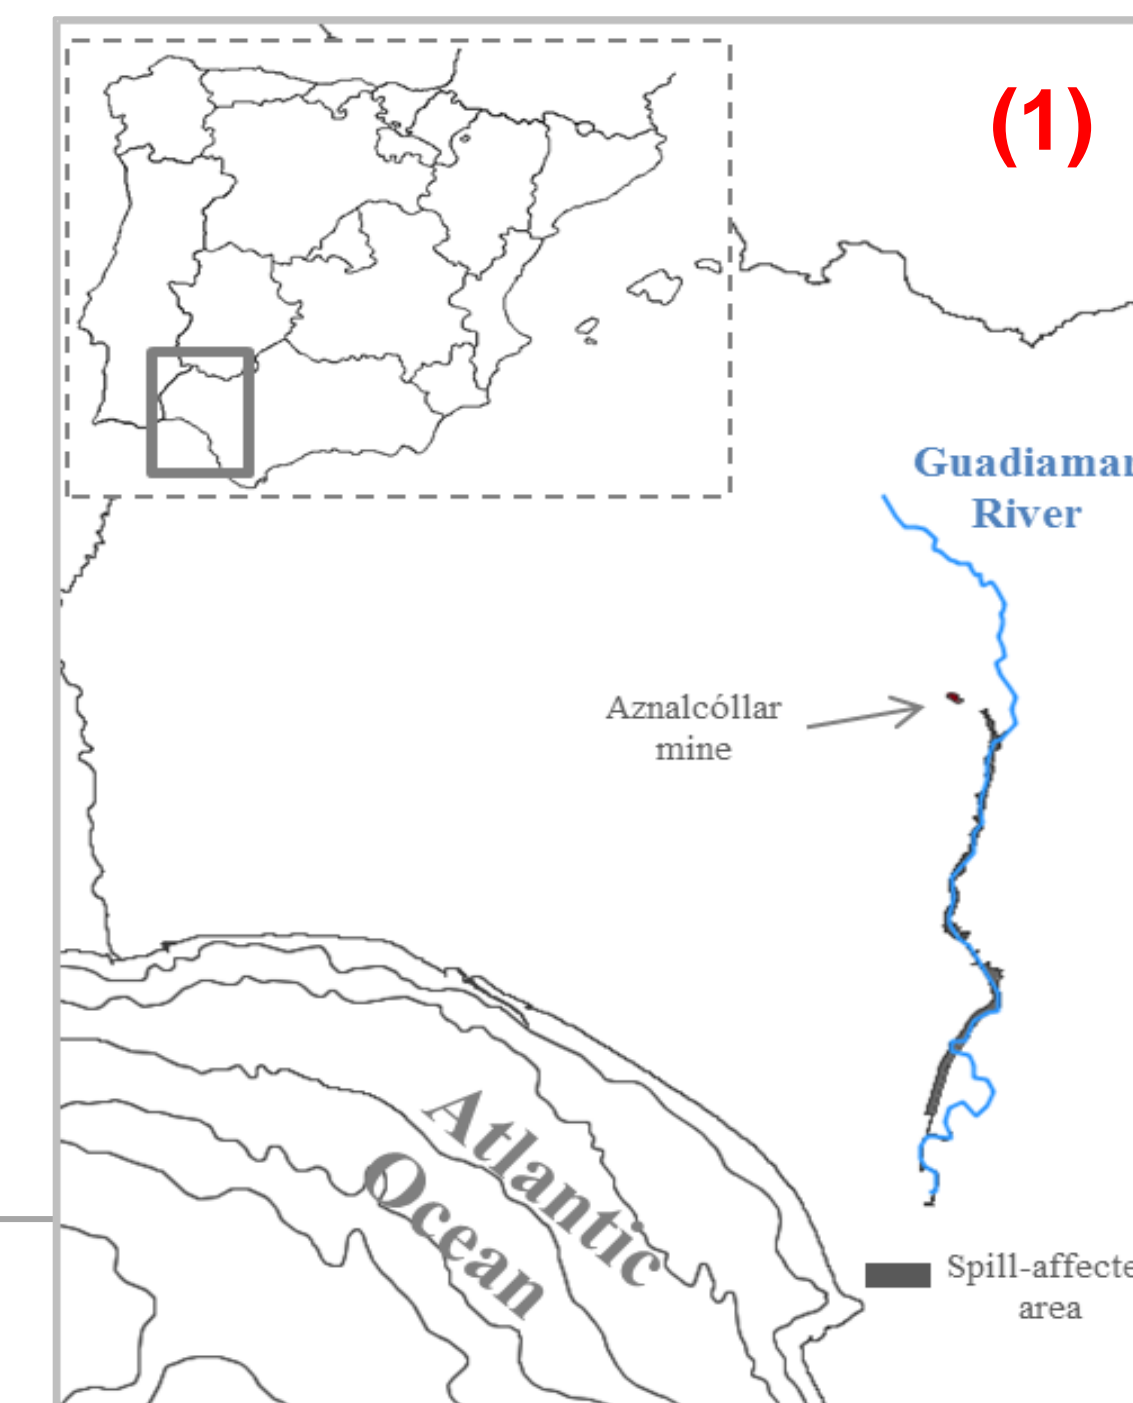 (1)
Guadiamar
River
Aznalcóllar
mine
Atlantic
Ocean
Spill-affecte
area